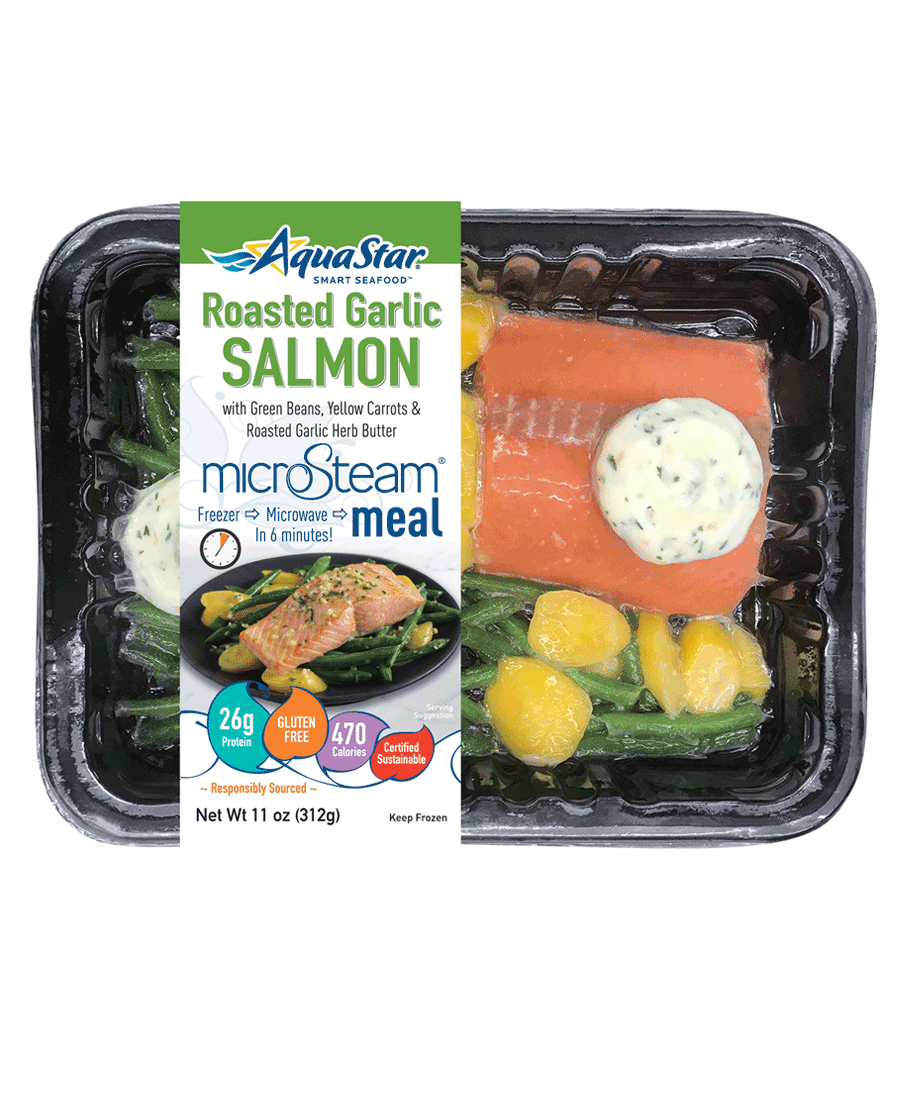 AquaStar®
SMART SEAFOOD™
Roasted Garlic
SALMON
with Green Beans, Yellow Carrots &
Roasted Garlic Herb Butter
microSteam®
Freezer ⇨ Microwave ⇨
In 6 minutes!
meal
Serving
Suggestion
26g
Protein
GLUTEN
FREE
470
Calories
Certified
Sustainable
~ Responsibly Sourced ~
Net Wt 11 oz (312g)
Keep Frozen